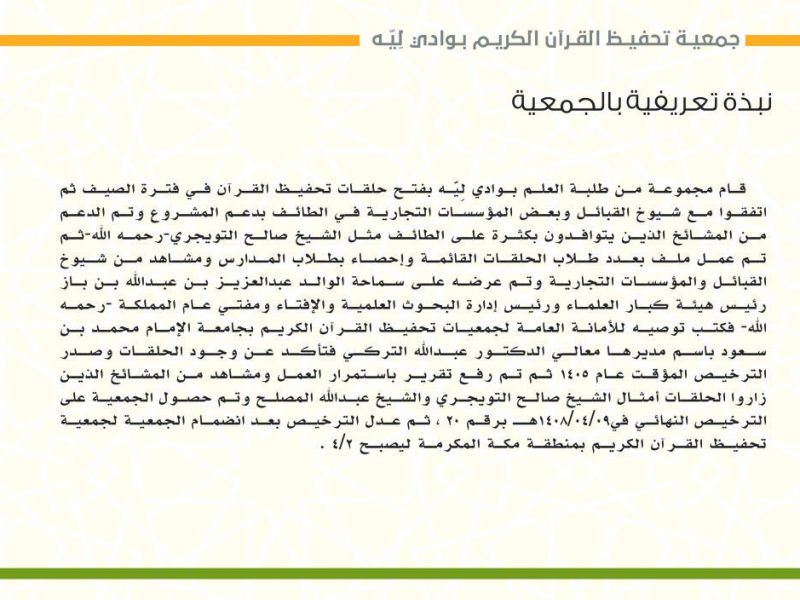 جمعية تحفيظ القرآن الكريم بوادي لِيّه
نبذة تعريفية بالجمعية
قام مجموعة من طلبة العلم بوادي لِيّه بفتح حلقات تحفيظ القرآن في فترة الصيف ثم
اتفقوا مع شيوخ القبائل وبعض المؤسسات التجارية في الطائف بدعم المشروع وتم الدعم
من المشائخ الذين يتوافدون بكثرة على الطائف مثل الشيخ صالح التويجري-رحمه الله-ثم
تم عمل ملف بعدد طلاب الحلقات القائمة وإحصاء بطلاب المدارس ومشاهد من شيوخ
القبائل والمؤسسات التجارية وتم عرضه على سماحة الوالد عبدالعزيز بن عبدالله بن باز
رئيس هيئة كبار العلماء ورئيس إدارة البحوث العلمية والإفتاء ومفتي عام المملكة -رحمه
الله- فكتب توصيه للأمانة العامة لجمعيات تحفيظ القرآن الكريم بجامعة الإمام محمد بن
سعود باسم مديرها معالي الدكتور عبدالله التركي فتأكد عن وجود الحلقات وصدر
الترخيص المؤقت عام ١٤٠٥ ثم تم رفع تقرير باستمرار العمل ومشاهد من المشائخ الذين
زاروا الحلقات أمثال الشيخ صالح التويجري والشيخ عبدالله المصلح وتم حصول الجمعية على
الترخيص النهائي في١٤٠٨/٠٤/٠٩هـ برقم ٢٠ ، ثم عدل الترخيص بعد انضمام الجمعية لجمعية
تحفيظ القرآن الكريم بمنطقة مكة المكرمة ليصبح ٤/٢ .